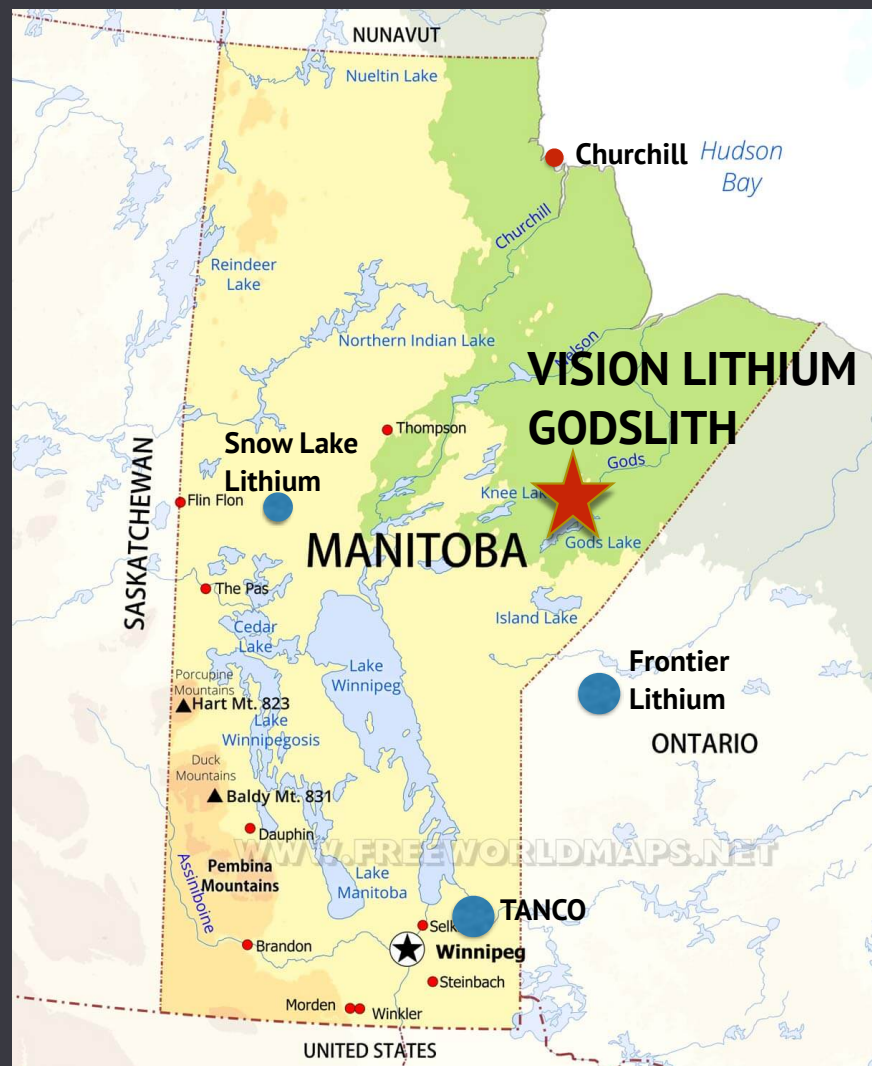 NUNAVUT
Nueltin Lake
Churchill
Hudson
Bay
Churchill
Reindeer
Lake
Northern Indian Lake
Nelson
VISION LITHIUM
GODSLITH
Thompson
Snow Lake
Lithium
Gods
Knee Lak
Flin Flon
SASKATCHEWAN
MANITOBA
Gods Lake
The Pas
Island Lake
Cedar
Lake
Lake
Winnipeg
Frontier
Lithium
Porcupine
Mountains
Hart Mt. 823
Lake
Winnipegosis
ONTARIO
Duck
Mountains
Baldy Mt. 831
Dauphin
WWW.FREEWORLDMAPS.NET
Pembina
Mountains
Assiniboine
Lake
Manitoba
TANCO
Selk
Brandon
Winnipeg
Steinbach
Morden
Winkler
UNITED STATES